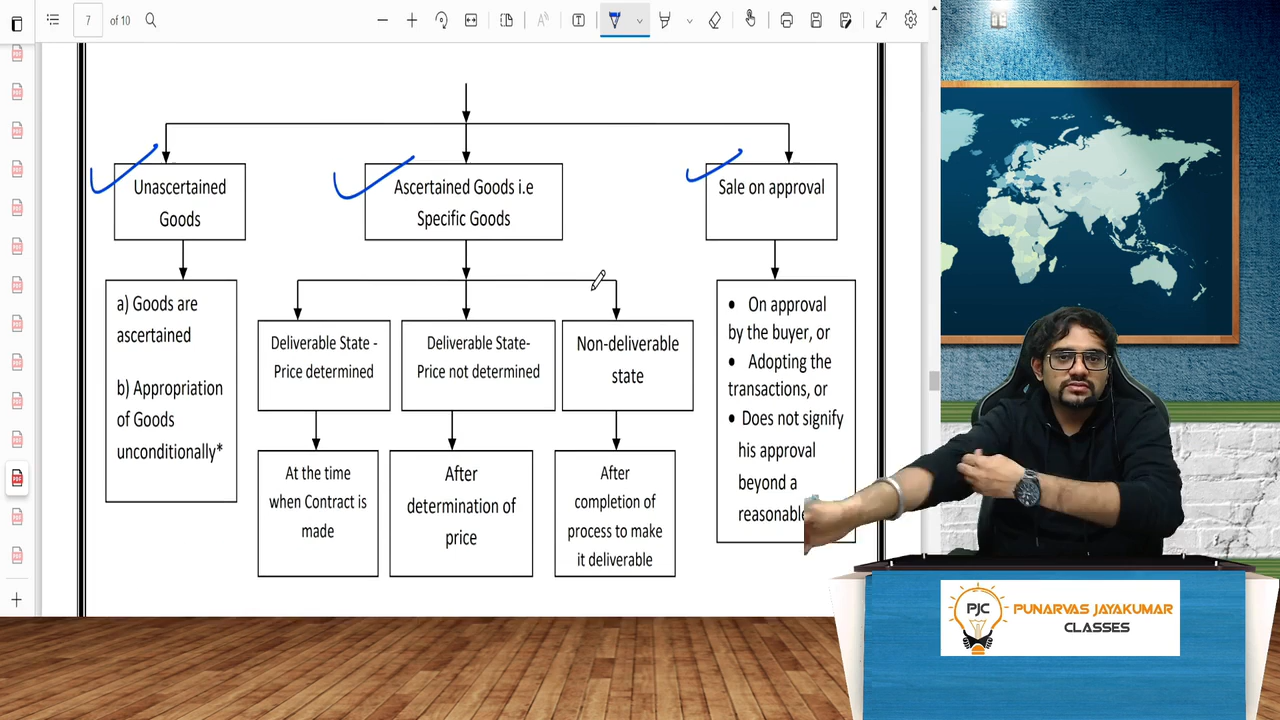 7
of 10
Unascertained
Goods
Ascertained Goods i.e
Specific Goods
Sale on approval
a) Goods are
ascertained
b) Appropriation
of Goods
unconditionally*
Deliverable State -
Price determined
Deliverable State-
Price not determined
Non-deliverable
state
• On approval
by the buyer, or
• Adopting the
transactions, or
• Does not signify
his approval
beyond a
reasonable
At the time
when Contract is
made
After
determination of
price
After
completion of
process to make
it deliverable
PJC
PUNARVAS JAYAKUMAR
CLASSES